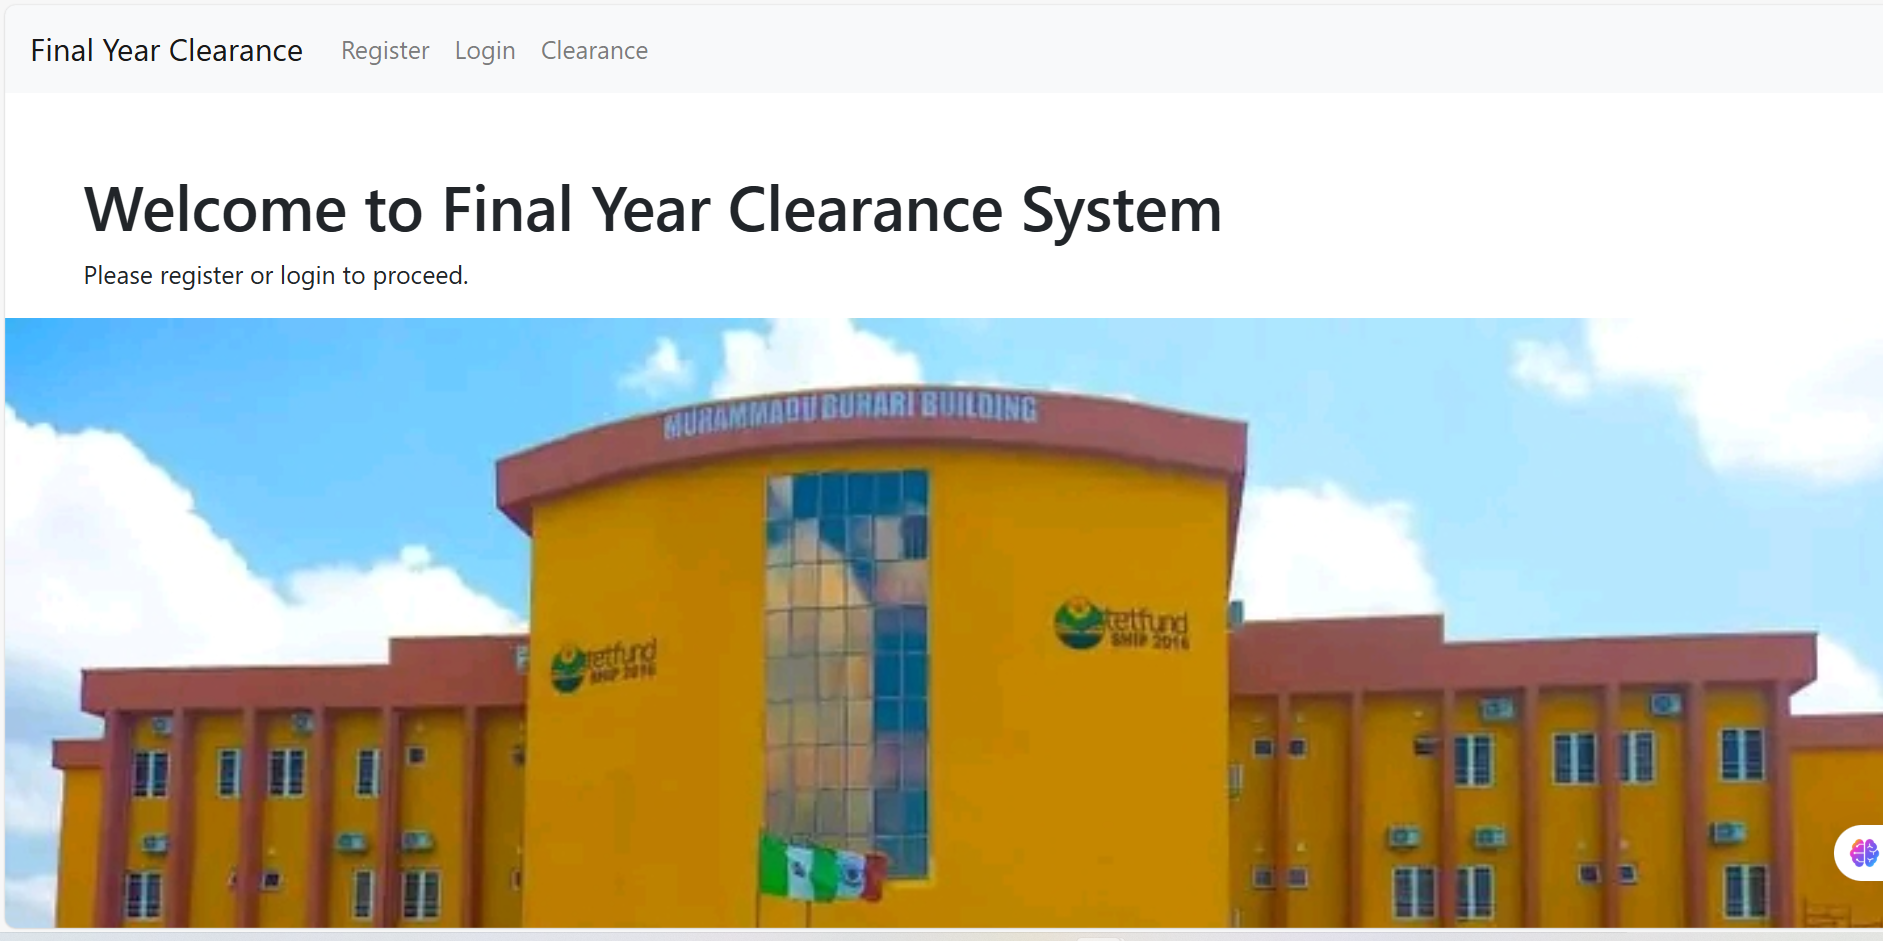 Final Year Clearance Register Login Clearance
Welcome to Final Year Clearance System
Please register or login to proceed.
MUHAMMADU BUHARI BUILDING
tetfund
SHIP 2016
tetfund
SHIP 2016